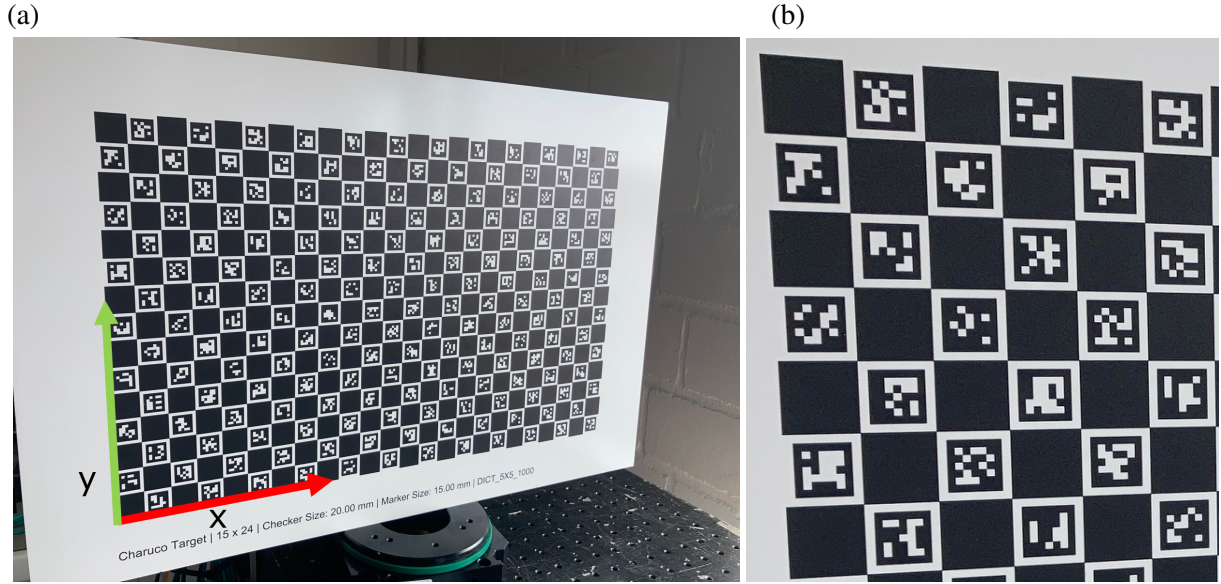 (a)
(b)
y
x
Charuco Target | 15 x 24 | Checker Size: 20.00 mm | Marker Size: 15.00 mm | DICT_5X5_1000